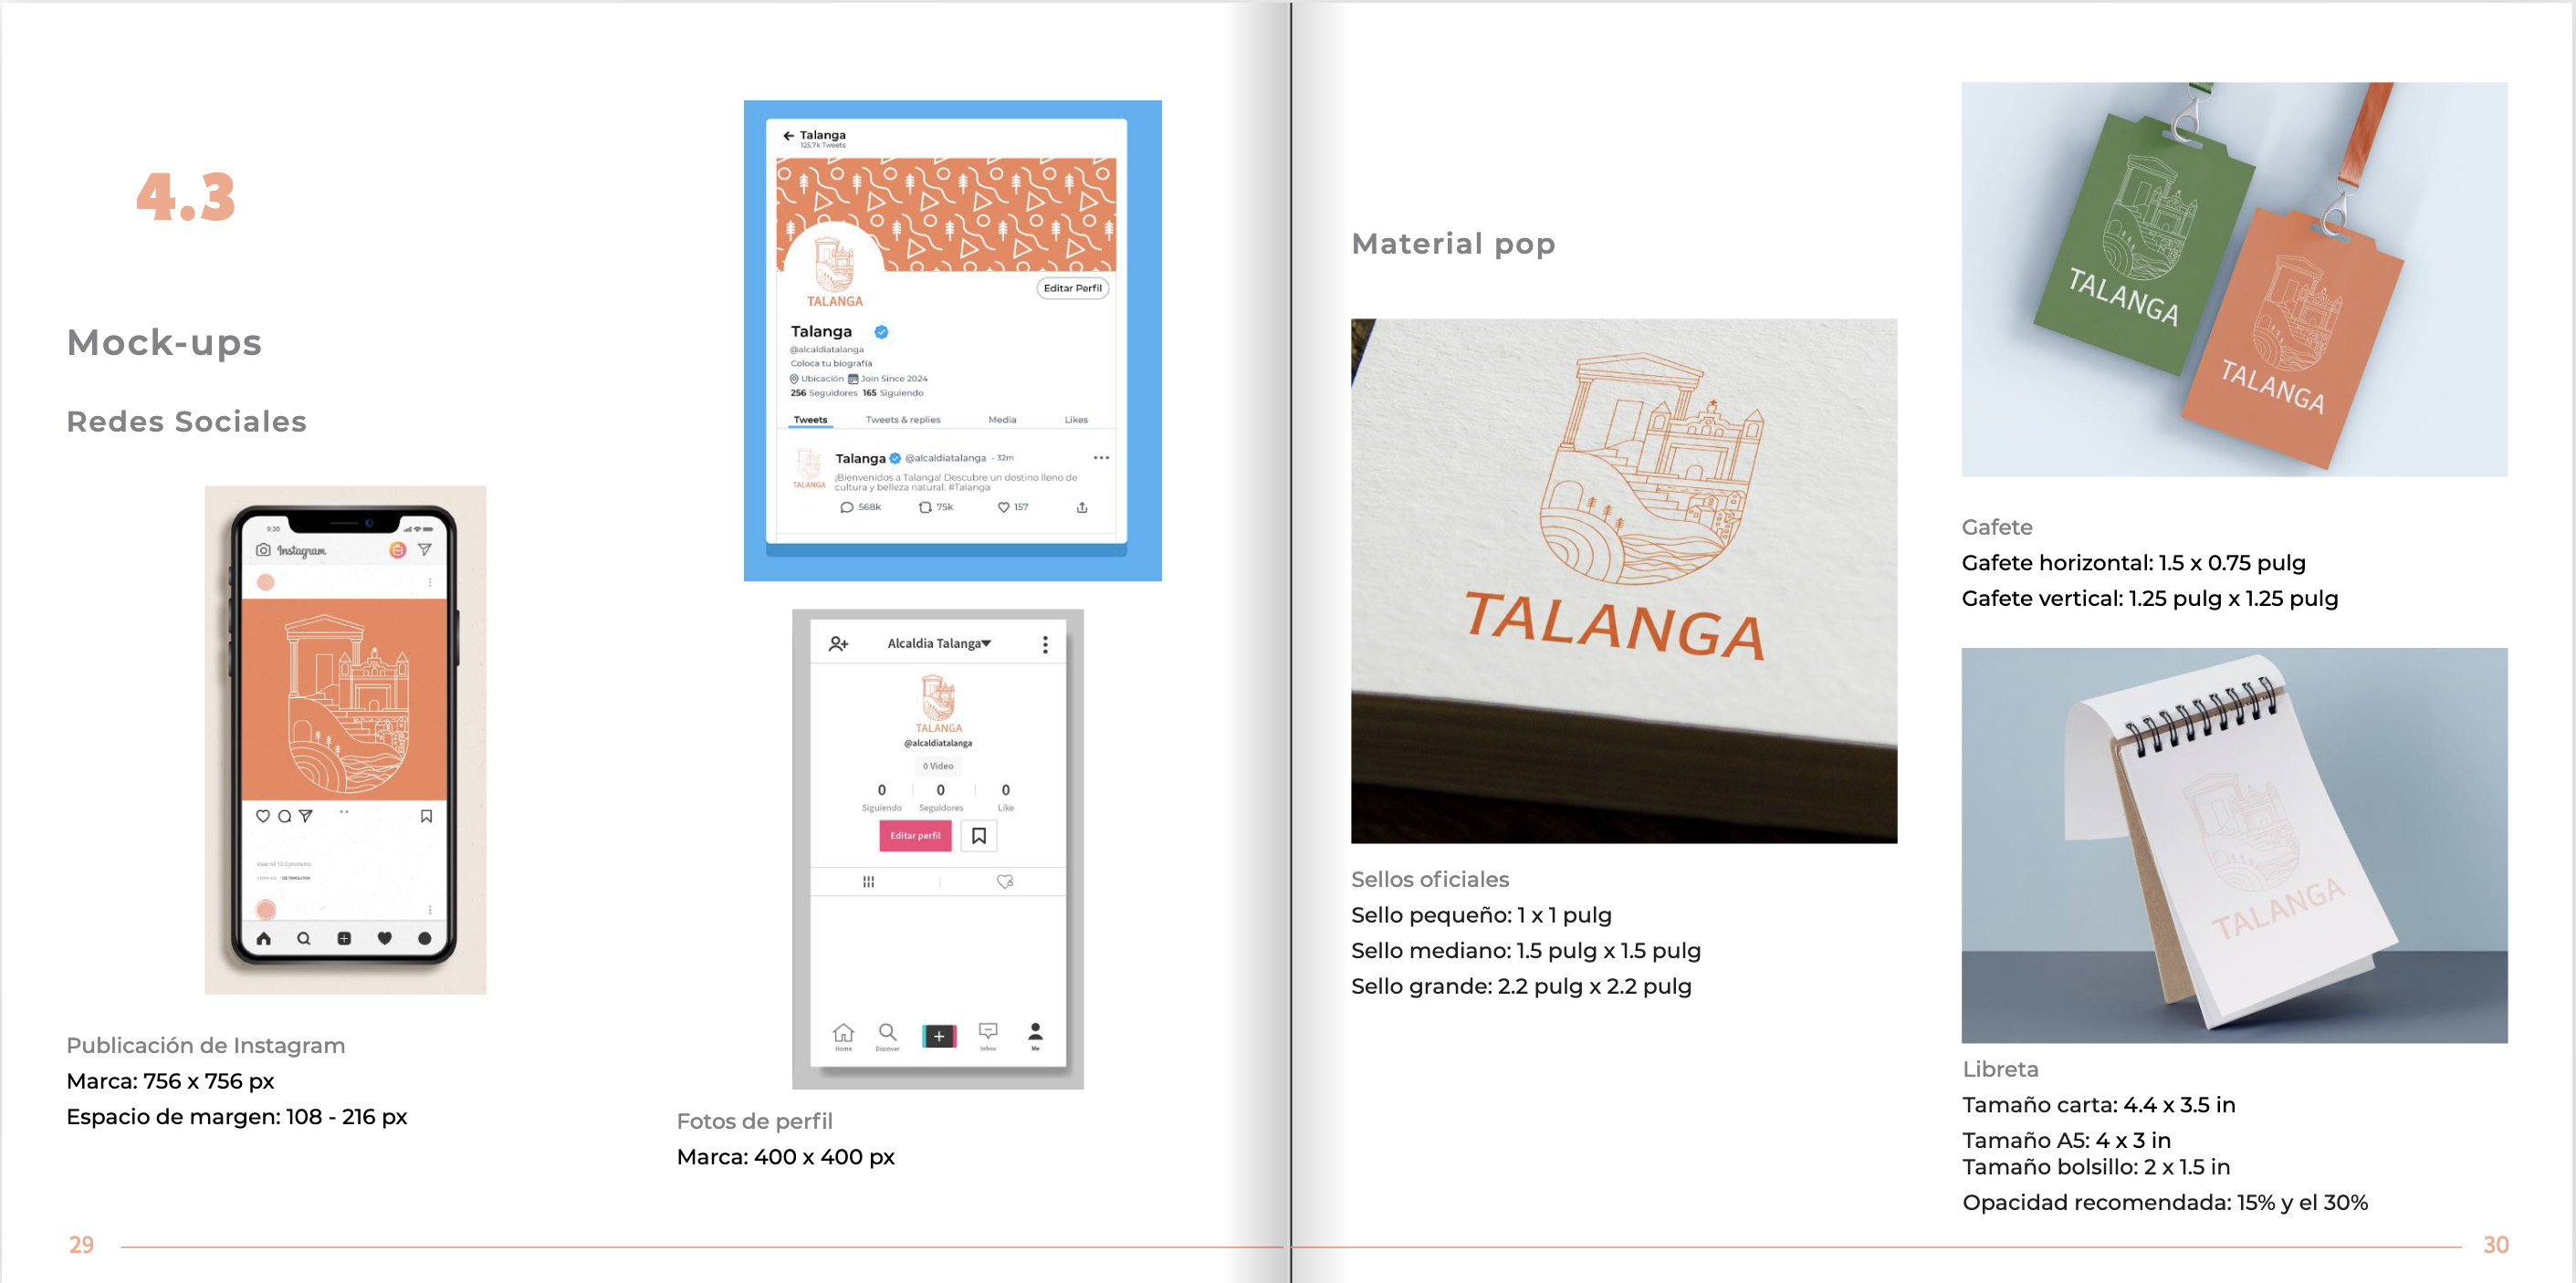 4.3
Mock-ups
Redes Sociales
9:30
Instagram
View All 13 Comments
SEE TRANSLATION
Publicación de Instagram
Marca: 756 x 756 px
Espacio de margen: 108 - 216 px
Talanga
125.7k Tweets
TALANGA
Editar Perfil
Talanga
@alcaldiatalanga
Coloca tu biografía
Ubicación Join Since 2024
256 Seguidores 165 Siguiendo
Tweets Tweets & replies Media Likes
Talanga @alcaldiatalanga · 32m
¡Bienvenidos a Talanga! Descubre un destino lleno de
cultura y belleza natural. #Talanga
TALANGA
568k 75k 157
Alcaldia Talanga
TALANGA
@alcaldiatalanga
0 Video
0 0 0
Siguiendo Seguidores Like
Editar perfil
Home Discover Inbox Me
Fotos de perfil
Marca: 400 x 400 px
29
Material pop
TALANGA
Sellos oficiales
Sello pequeño: 1 x 1 pulg
Sello mediano: 1.5 pulg x 1.5 pulg
Sello grande: 2.2 pulg x 2.2 pulg
TALANGA
TALANGA
Gafete
Gafete horizontal: 1.5 x 0.75 pulg
Gafete vertical: 1.25 pulg x 1.25 pulg
TALANGA
Libreta
Tamaño carta: 4.4 x 3.5 in
Tamaño A5: 4 x 3 in
Tamaño bolsillo: 2 x 1.5 in
Opacidad recomendada: 15% y el 30%
30